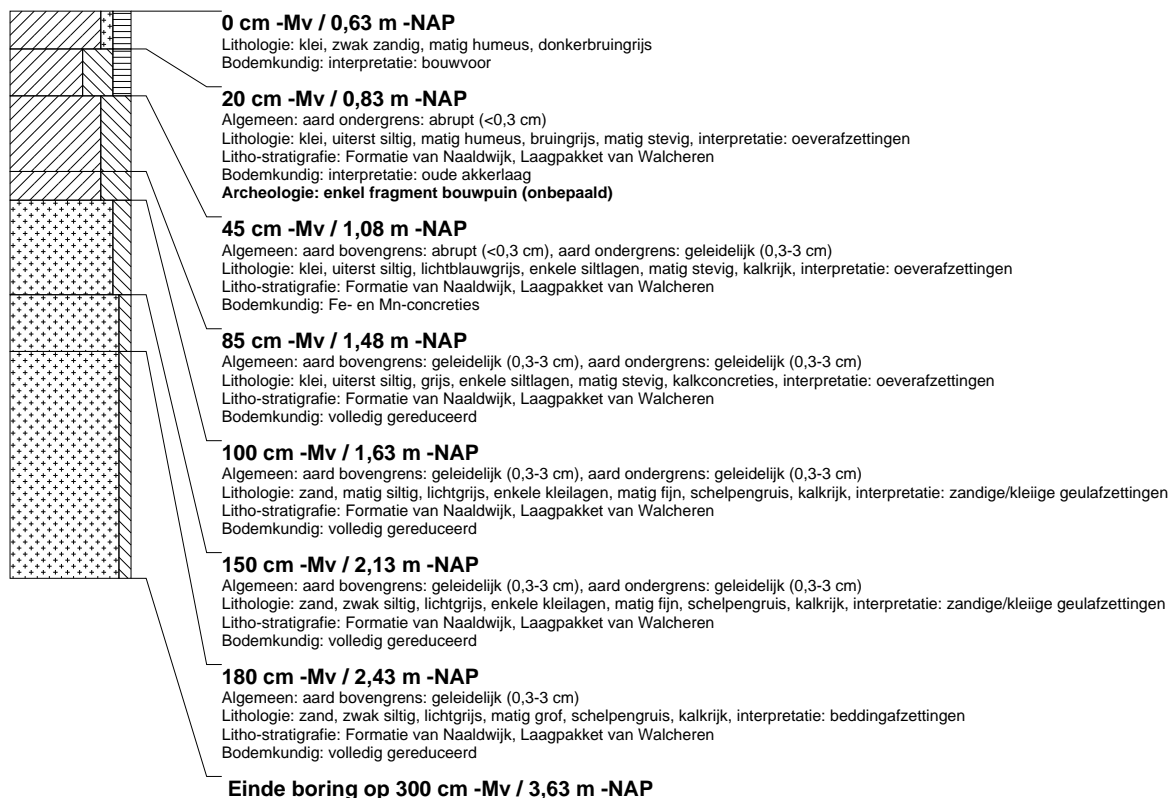 0 cm -Mv / 0,63 m -NAP
Lithologie: klei, zwak zandig, matig humeus, donkerbruingrijs
Bodemkundig: interpretatie: bouwvoor
20 cm -Mv / 0,83 m -NAP
Algemeen: aard ondergrens: abrupt (<0,3 cm)
Lithologie: klei, uiterst siltig, matig humeus, bruingrijs, matig stevig, interpretatie: oeverafzettingen
Litho-stratigrafie: Formatie van Naaldwijk, Laagpakket van Walcheren
Bodemkundig: interpretatie: oude akkerlaag
Archeologie: enkel fragment bouwpuin (onbepaald)
45 cm -Mv / 1,08 m -NAP
Algemeen: aard bovengrens: abrupt (<0,3 cm), aard ondergrens: geleidelijk (0,3-3 cm)
Lithologie: klei, uiterst siltig, lichtblauwgrijs, enkele siltlagen, matig stevig, kalkrijk, interpretatie: oeverafzettingen
Litho-stratigrafie: Formatie van Naaldwijk, Laagpakket van Walcheren
Bodemkundig: Fe- en Mn-concreties
85 cm -Mv / 1,48 m -NAP
Algemeen: aard bovengrens: geleidelijk (0,3-3 cm), aard ondergrens: geleidelijk (0,3-3 cm)
Lithologie: klei, uiterst siltig, grijs, enkele siltlagen, matig stevig, kalkconcreties, interpretatie: oeverafzettingen
Litho-stratigrafie: Formatie van Naaldwijk, Laagpakket van Walcheren
Bodemkundig: volledig gereduceerd
100 cm -Mv / 1,63 m -NAP
Algemeen: aard bovengrens: geleidelijk (0,3-3 cm), aard ondergrens: geleidelijk (0,3-3 cm)
Lithologie: zand, matig siltig, lichtgrijs, enkele kleilagen, matig fijn, schelpengruis, kalkrijk, interpretatie: zandige/kleiige geulafzettingen
Litho-stratigrafie: Formatie van Naaldwijk, Laagpakket van Walcheren
Bodemkundig: volledig gereduceerd
150 cm -Mv / 2,13 m -NAP
Algemeen: aard bovengrens: geleidelijk (0,3-3 cm), aard ondergrens: geleidelijk (0,3-3 cm)
Lithologie: zand, zwak siltig, lichtgrijs, enkele kleilagen, matig fijn, schelpengruis, kalkrijk, interpretatie: zandige/kleiige geulafzettingen
Litho-stratigrafie: Formatie van Naaldwijk, Laagpakket van Walcheren
Bodemkundig: volledig gereduceerd
180 cm -Mv / 2,43 m -NAP
Algemeen: aard bovengrens: geleidelijk (0,3-3 cm)
Lithologie: zand, zwak siltig, lichtgrijs, matig grof, schelpengruis, kalkrijk, interpretatie: beddingafzettingen
Litho-stratigrafie: Formatie van Naaldwijk, Laagpakket van Walcheren
Bodemkundig: volledig gereduceerd
Einde boring op 300 cm -Mv / 3,63 m -NAP